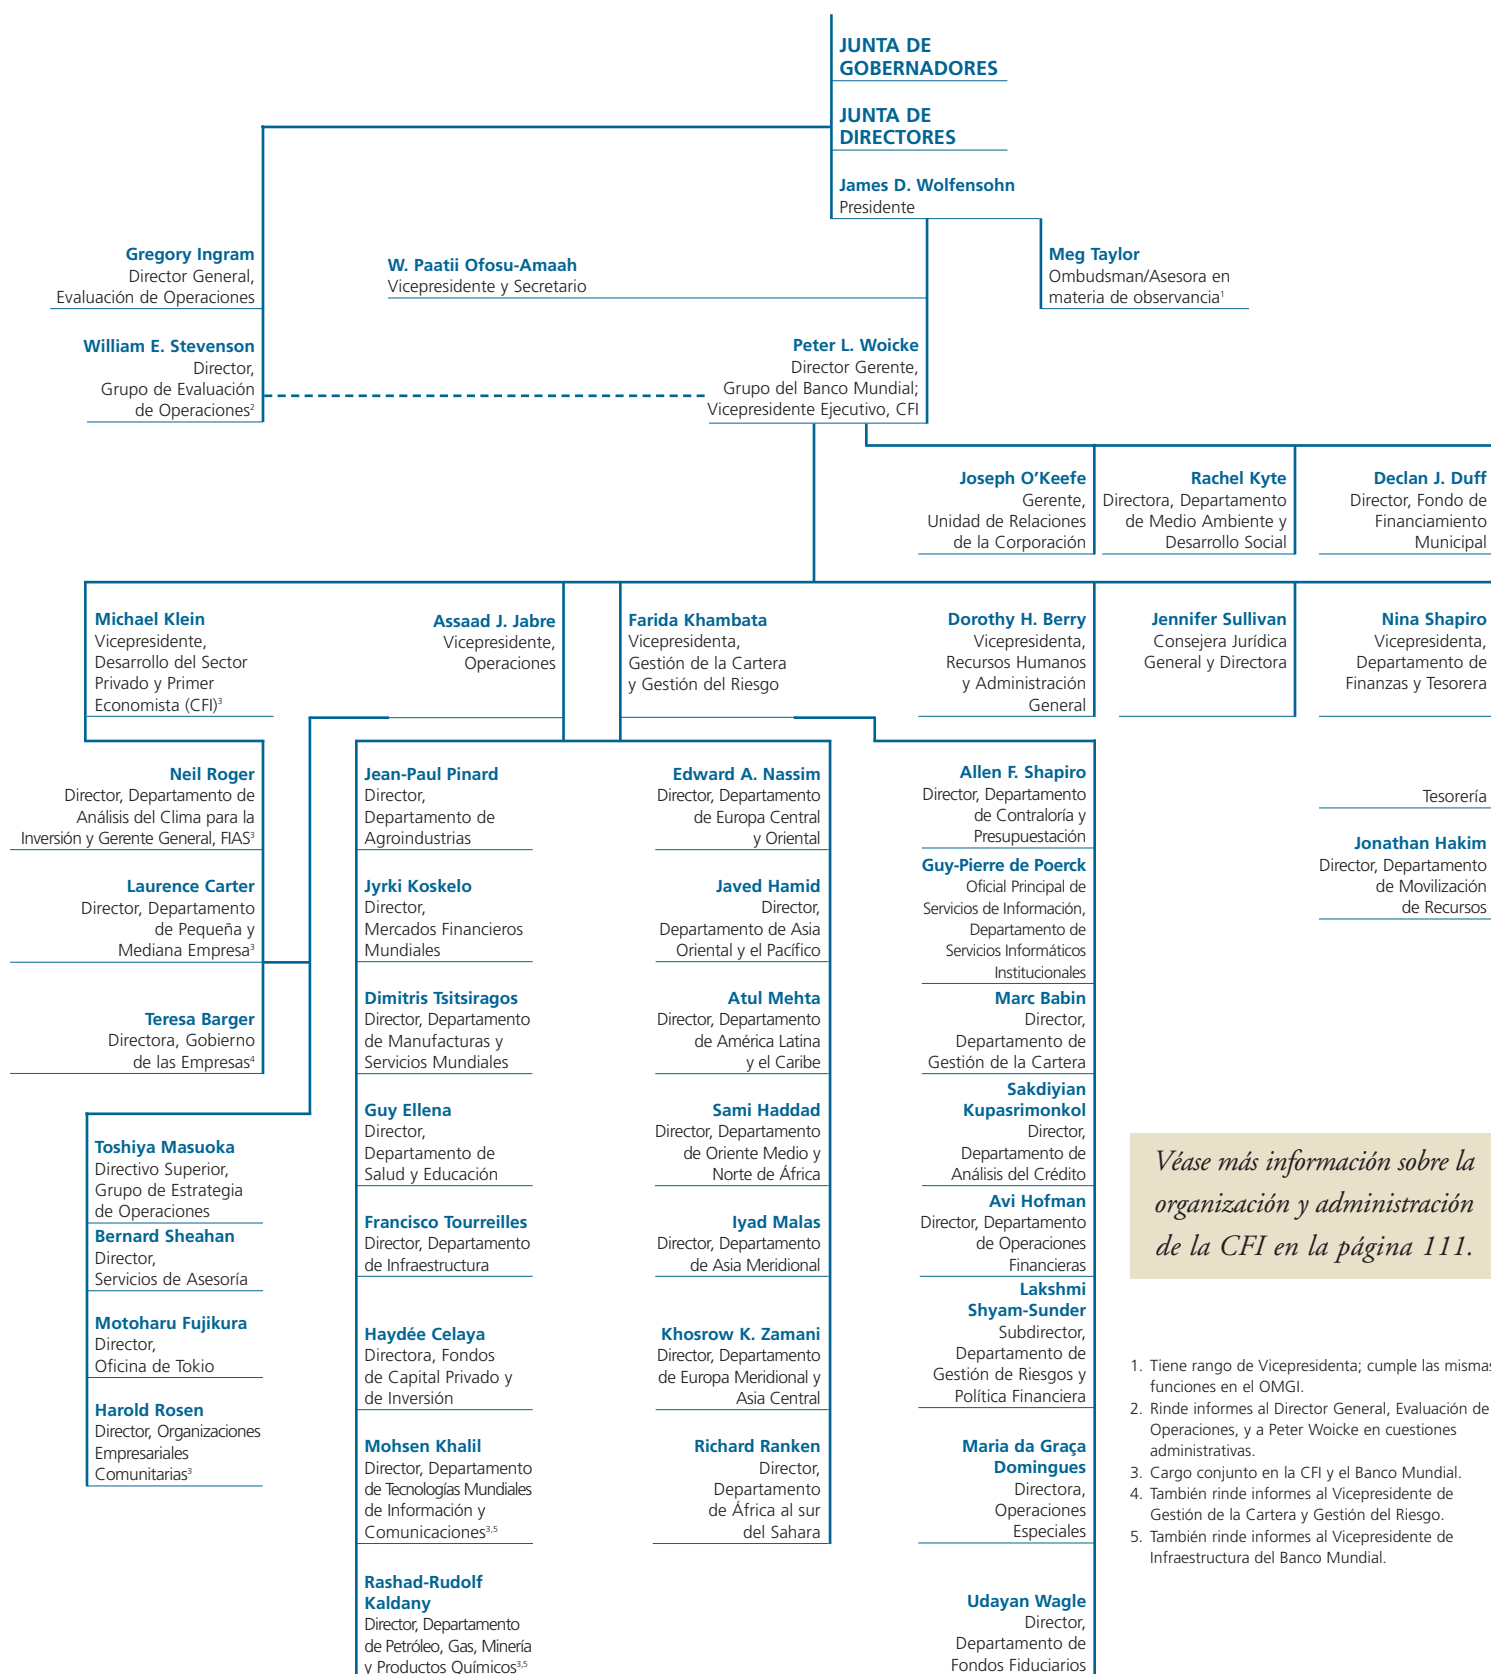 JUNTA DE
GOBERNADORES
JUNTA DE
DIRECTORES
James D. Wolfensohn
Presidente
Gregory Ingram
Director General,
Evaluación de Operaciones
W. Paatii Ofosu-Amaah
Vicepresidente y Secretario
Meg Taylor
Ombudsman/Asesora en
materia de observancia¹
William E. Stevenson
Director,
Grupo de Evaluación
de Operaciones²
Peter L. Woicke
Director Gerente,
Grupo del Banco Mundial;
Vicepresidente Ejecutivo, CFI
Joseph O’Keefe
Gerente,
Unidad de Relaciones
de la Corporación
Rachel Kyte
Directora, Departamento
de Medio Ambiente y
Desarrollo Social
Declan J. Duff
Director, Fondo de
Financiamiento
Municipal
Michael Klein
Vicepresidente,
Desarrollo del Sector
Privado y Primer
Economista (CFI)³
Assaad J. Jabre
Vicepresidente,
Operaciones
Farida Khambata
Vicepresidenta,
Gestión de la Cartera
y Gestión del Riesgo
Dorothy H. Berry
Vicepresidenta,
Recursos Humanos
y Administración
General
Jennifer Sullivan
Consejera Jurídica
General y Directora
Nina Shapiro
Vicepresidenta,
Departamento de
Finanzas y Tesorera
Neil Roger
Director, Departamento de
Análisis del Clima para la
Inversión y Gerente General, FIAS³
Laurence Carter
Director, Departamento
de Pequeña y
Mediana Empresa³
Teresa Barger
Directora, Gobierno
de las Empresas⁴
Toshiya Masuoka
Directivo Superior,
Grupo de Estrategia
de Operaciones
Bernard Sheahan
Director,
Servicios de Asesoría
Motoharu Fujikura
Director,
Oficina de Tokio
Harold Rosen
Director, Organizaciones
Empresariales
Comunitarias³
Jean-Paul Pinard
Director,
Departamento de
Agroindustrias
Jyrki Koskelo
Director,
Mercados Financieros
Mundiales
Dimitris Tsitsiragos
Director, Departamento
de Manufacturas y
Servicios Mundiales
Guy Ellena
Director,
Departamento de
Salud y Educación
Francisco Tourreilles
Director, Departamento
de Infraestructura
Haydée Celaya
Directora, Fondos
de Capital Privado y
de Inversión
Mohsen Khalil
Director, Departamento
de Tecnologías Mundiales
de Información y
Comunicaciones³,⁵
Rashad-Rudolf
Kaldany
Director, Departamento
de Petróleo, Gas, Minería
y Productos Químicos³,⁵
Edward A. Nassim
Director, Departamento
de Europa Central
y Oriental
Javed Hamid
Director,
Departamento de Asia
Oriental y el Pacífico
Atul Mehta
Director, Departamento
de América Latina
y el Caribe
Sami Haddad
Director, Departamento
de Oriente Medio y
Norte de África
Iyad Malas
Director, Departamento
de Asia Meridional
Khosrow K. Zamani
Director, Departamento
de Europa Meridional y
Asia Central
Richard Ranken
Director,
Departamento
de África al sur
del Sahara
Allen F. Shapiro
Director, Departamento
de Contraloría y
Presupuestación
Guy-Pierre de Poerck
Oficial Principal de
Servicios de Información,
Departamento de
Servicios Informáticos
Institucionales
Marc Babin
Director,
Departamento de
Gestión de la Cartera
Sakdiyian
Kupasrimonkol
Director,
Departamento de
Análisis del Crédito
Avi Hofman
Director, Departamento
de Operaciones
Financieras
Lakshmi
Shyam-Sunder
Subdirector,
Departamento de
Gestión de Riesgos y
Política Financiera
Maria da Graça
Domingues
Directora,
Operaciones
Especiales
Udayan Wagle
Director,
Departamento de
Fondos Fiduciarios
Tesorería
Jonathan Hakim
Director, Departamento
de Movilización
de Recursos
Véase más información sobre la
organización y administración
de la CFI en la página 111.
1. Tiene rango de Vicepresidenta; cumple las mismas
funciones en el OMGI.
2. Rinde informes al Director General, Evaluación de
Operaciones, y a Peter Woicke en cuestiones
administrativas.
3. Cargo conjunto en la CFI y el Banco Mundial.
4. También rinde informes al Vicepresidente de
Gestión de la Cartera y Gestión del Riesgo.
5. También rinde informes al Vicepresidente de
Infraestructura del Banco Mundial.